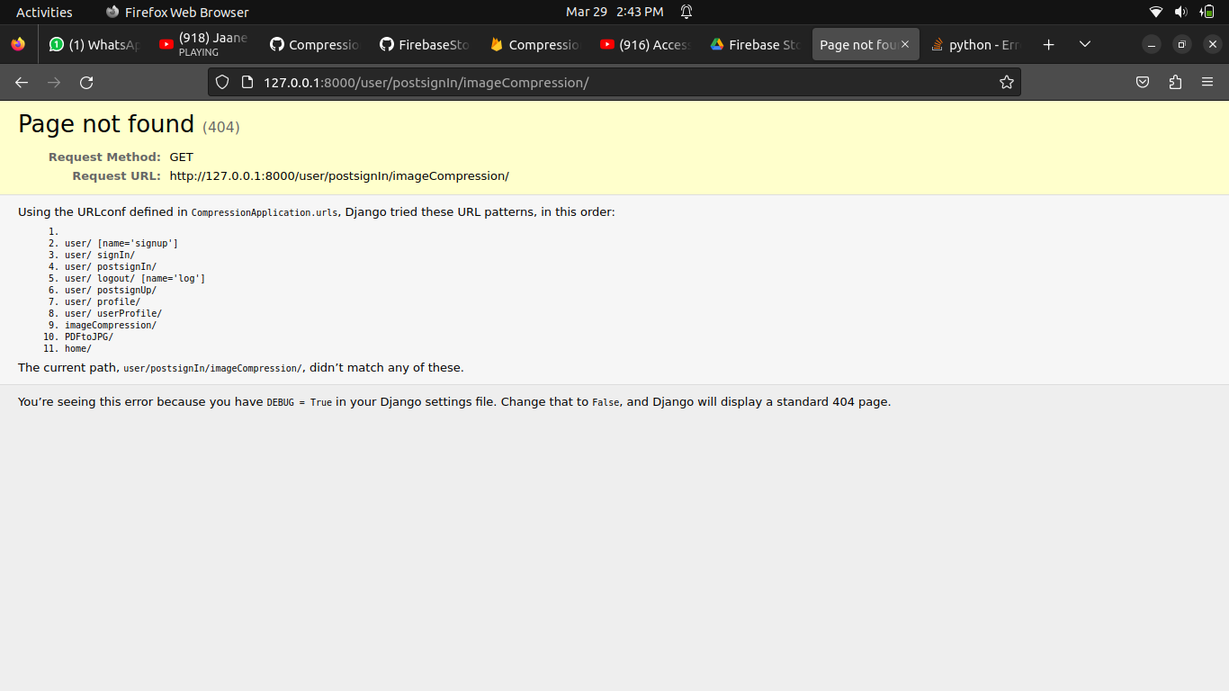 Activities Firefox Web Browser Mar 29 2:43 PM
1 (1) WhatsAp (918) Jaane Compressio FirebaseSto Compressio (916) Access Firebase Sto Page not fou python - Err
PLAYING
127.0.0.1:8000/user/postsignIn/imageCompression/
Page not found (404)
Request Method: GET
Request URL: http://127.0.0.1:8000/user/postsignIn/imageCompression/
Using the URLconf defined in CompressionApplication.urls, Django tried these URL patterns, in this order:
1.
2. user/ [name='signup']
3. user/ signIn/
4. user/ postsignIn/
5. user/ logout/ [name='log']
6. user/ postsignUp/
7. user/ profile/
8. user/ userProfile/
9. imageCompression/
10. PDFtoJPG/
11. home/
The current path, user/postsignIn/imageCompression/, didn’t match any of these.
You’re seeing this error because you have DEBUG = True in your Django settings file. Change that to False, and Django will display a standard 404 page.